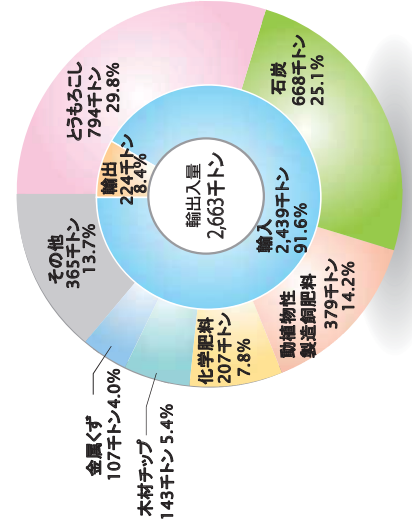 とうもろこし
794千トン
29.8%
石炭
668千トン
25.1%
動植物性
製造飼肥料
379千トン
14.2%
化学肥料
207千トン
7.8%
木材チップ
143千トン 5.4%
金属くず
107千トン4.0%
その他
365千トン
13.7%
輸出
224千トン
8.4%
輸入
2,439千トン
91.6%
輸出入量
2,663千トン